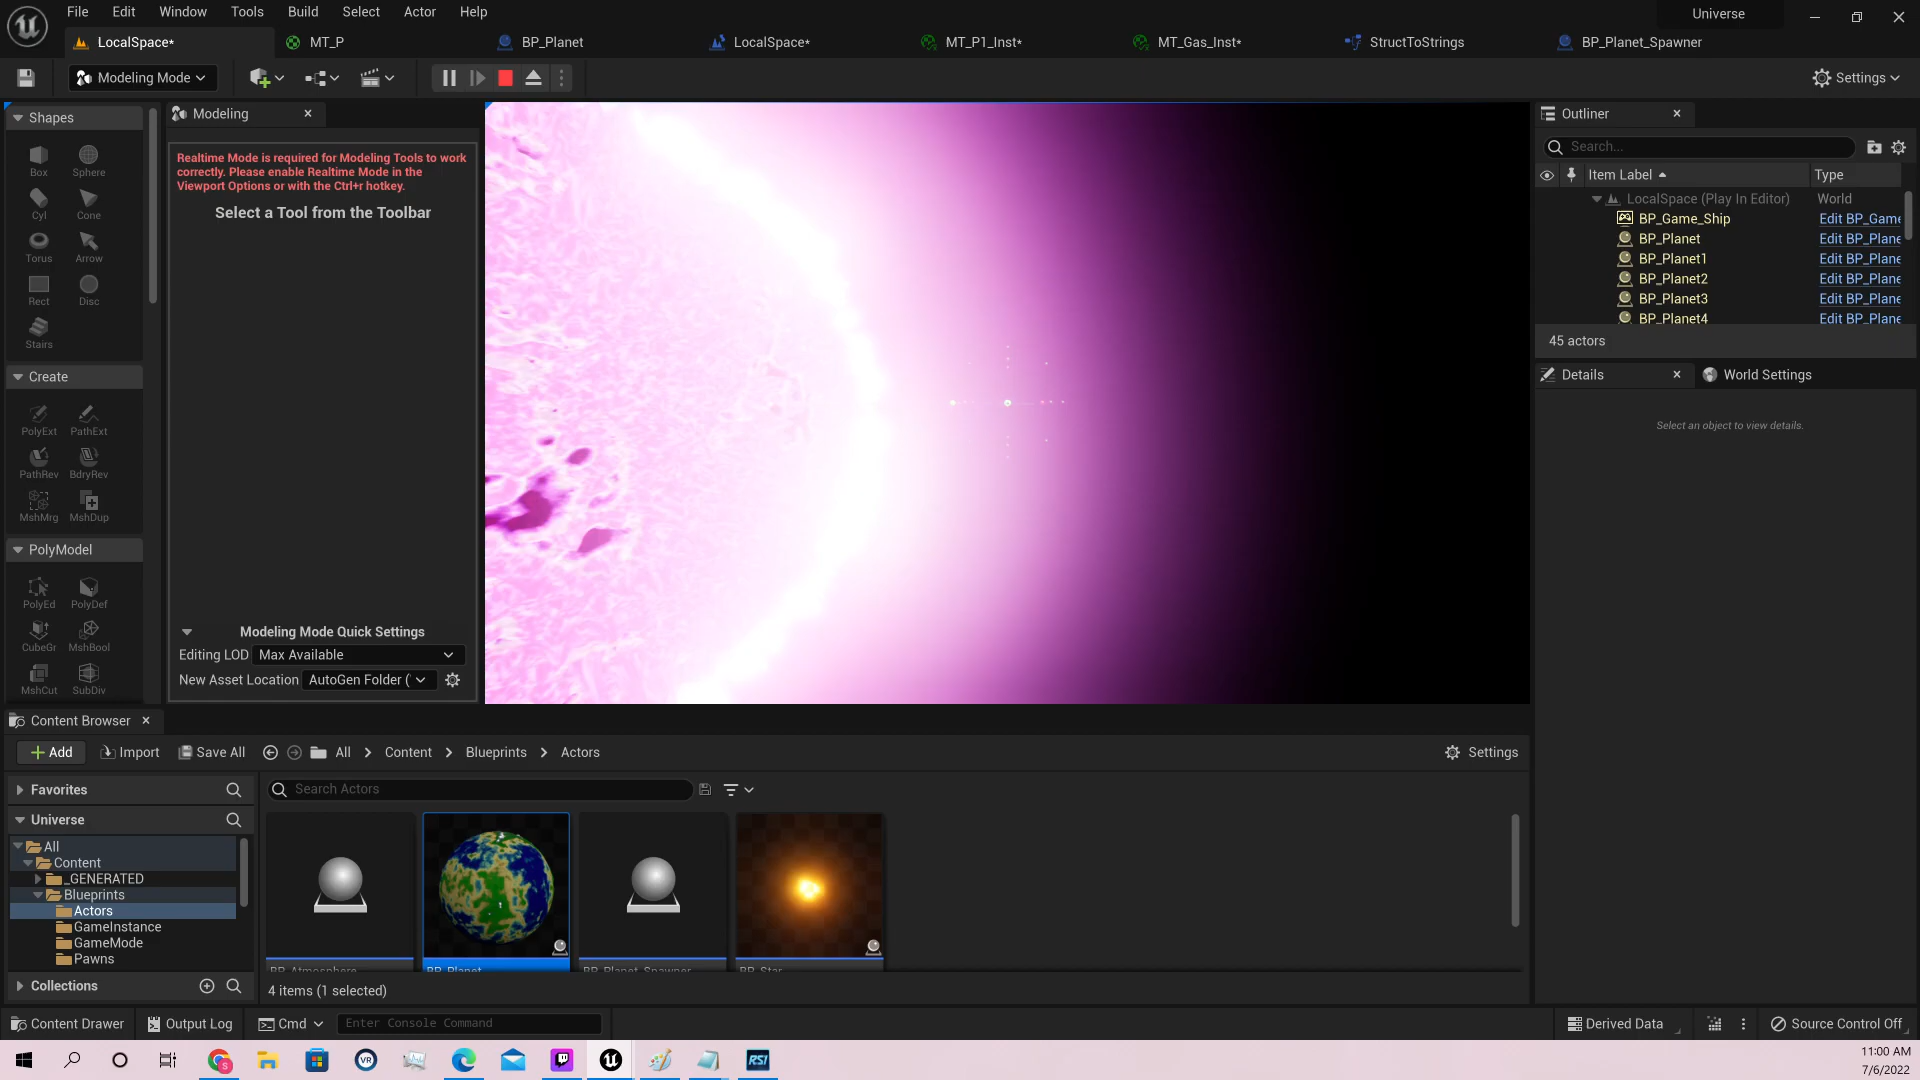 File Edit Window Tools Build Select Actor Help
Universe
LocalSpace* MT_P BP_Planet LocalSpace* MT_P1_Inst* MT_Gas_Inst* StructToStrings BP_Planet_Spawner
Modeling Mode
Settings
Shapes
Box Sphere
Cyl Cone
Torus Arrow
Rect Disc
Stairs
Create
PolyExt PathExt
PathRev BdryRev
MshMrg MshDup
PolyModel
PolyEd PolyDef
CubeGr MshBool
MshCut SubDiv
Modeling
Realtime Mode is required for Modeling Tools to work
correctly. Please enable Realtime Mode in the
Viewport Options or with the Ctrl+r hotkey.
Select a Tool from the Toolbar
Modeling Mode Quick Settings
Editing LOD Max Available
New Asset Location AutoGen Folder (
Outliner
Search...
Item Label Type
LocalSpace (Play In Editor) World
BP_Game_Ship Edit BP_Game
BP_Planet Edit BP_Plane
BP_Planet1 Edit BP_Plane
BP_Planet2 Edit BP_Plane
BP_Planet3 Edit BP_Plane
BP_Planet4 Edit BP_Plane
45 actors
Details World Settings
Select an object to view details.
Content Browser
Add Import Save All All Content Blueprints Actors Settings
Favorites
Universe
All
Content
_GENERATED
Blueprints
Actors
GameInstance
GameMode
Pawns
Collections
Search Actors
BP_Atmosphere BP_Planet BP_Planet_Spawner BP_Star
4 items (1 selected)
Content Drawer Output Log Cmd Enter Console Command Derived Data Source Control Off
VR
RSI
11:00 AM
7/6/2022